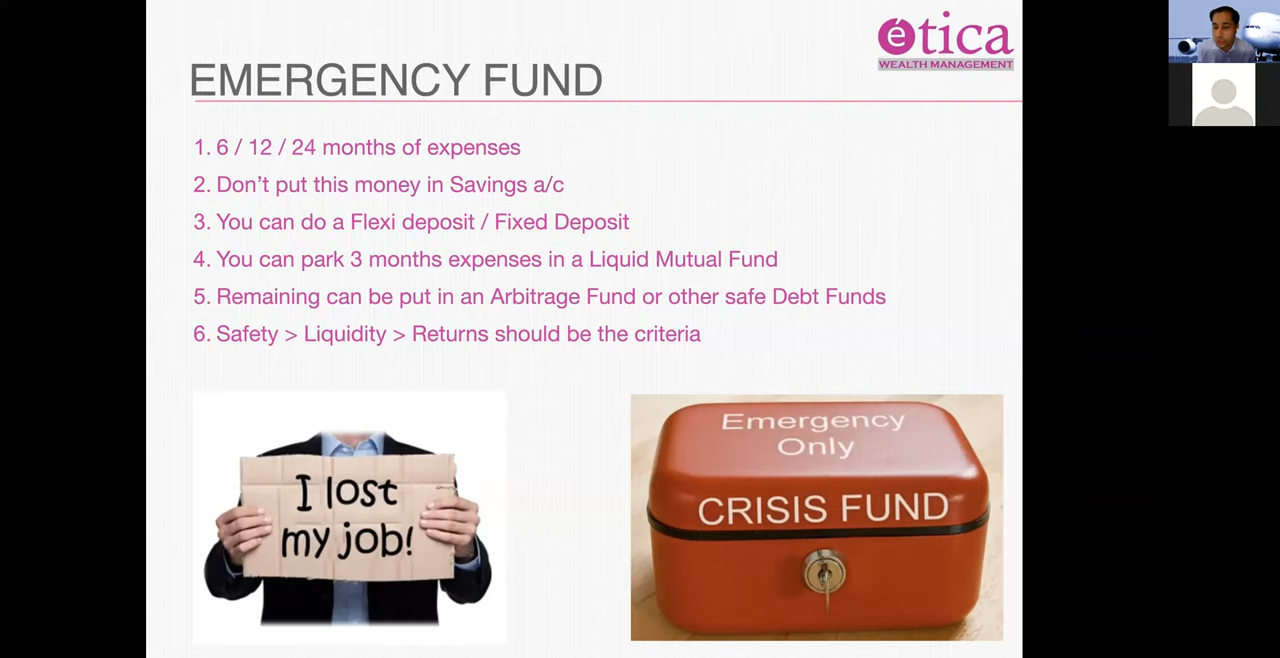 ética
WEALTH MANAGEMENT
EMERGENCY FUND
1. 6 / 12 / 24 months of expenses
2. Don’t put this money in Savings a/c
3. You can do a Flexi deposit / Fixed Deposit
4. You can park 3 months expenses in a Liquid Mutual Fund
5. Remaining can be put in an Arbitrage Fund or other safe Debt Funds
6. Safety > Liquidity > Returns should be the criteria
I lost
my job!
Emergency
Only
CRISIS FUND